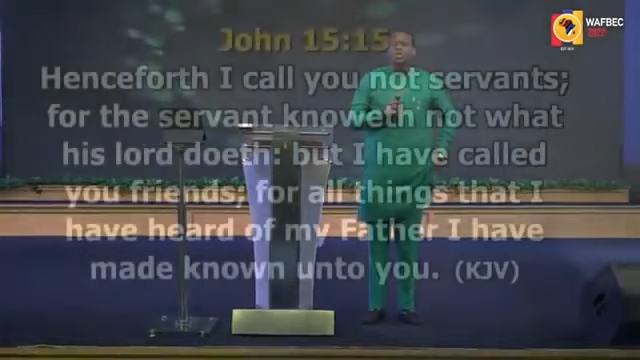 John 15:15
Henceforth I call you not servants;
for the servant knoweth not what
his lord doeth: but I have called
you friends; for all things that I
have heard of my Father I have
made known unto you. (KJV)
WAFBEC
2022